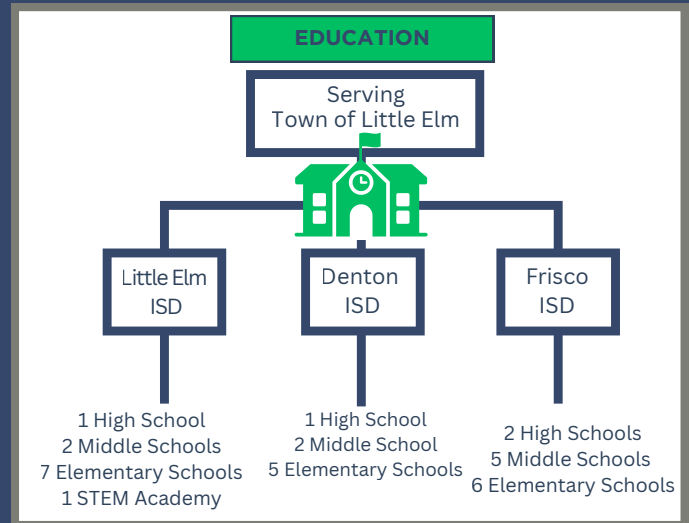 EDUCATION
Serving
Town of Little Elm
Little Elm
ISD
Denton
ISD
Frisco
ISD
1 High School
2 Middle Schools
7 Elementary Schools
1 STEM Academy
1 High School
2 Middle School
5 Elementary Schools
2 High Schools
5 Middle Schools
6 Elementary Schools